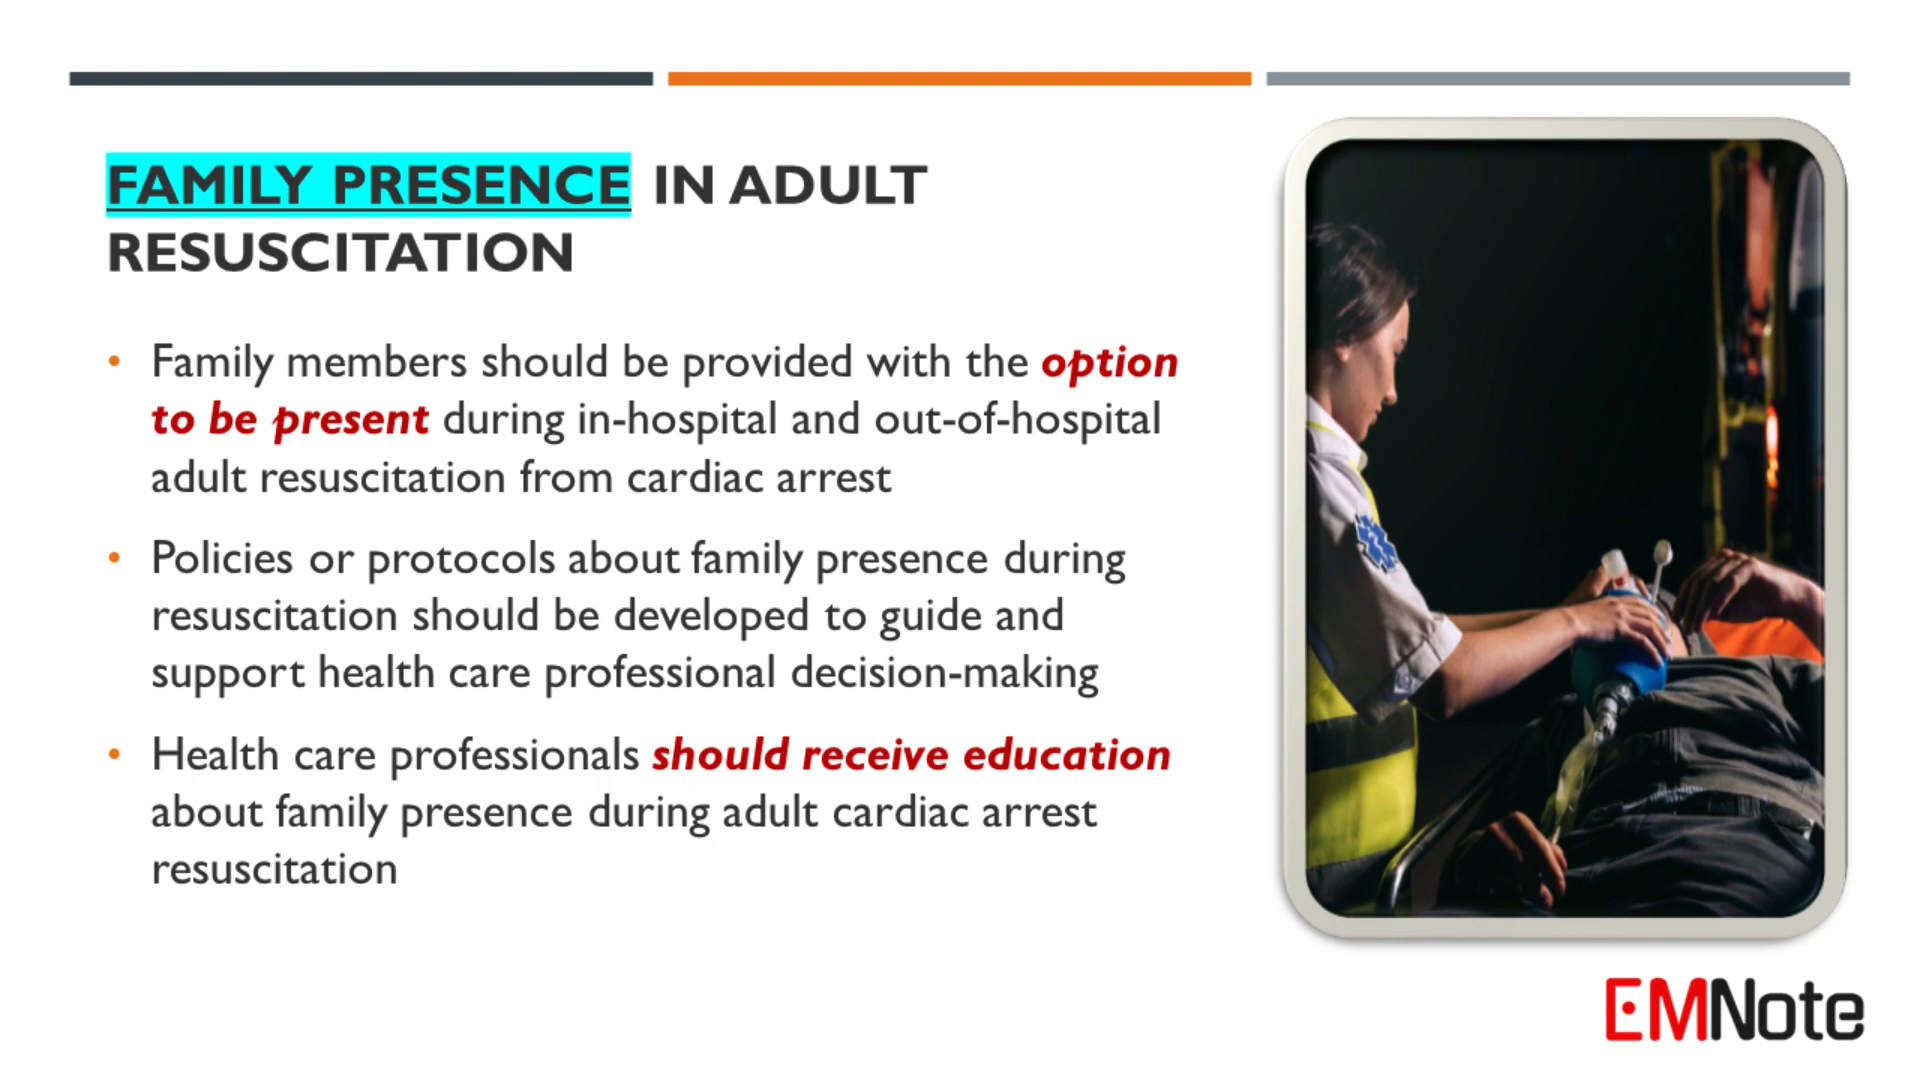 FAMILY PRESENCE IN ADULT
RESUSCITATION
• Family members should be provided with the option
to be present during in-hospital and out-of-hospital
adult resuscitation from cardiac arrest
• Policies or protocols about family presence during
resuscitation should be developed to guide and
support health care professional decision-making
• Health care professionals should receive education
about family presence during adult cardiac arrest
resuscitation
EMNote